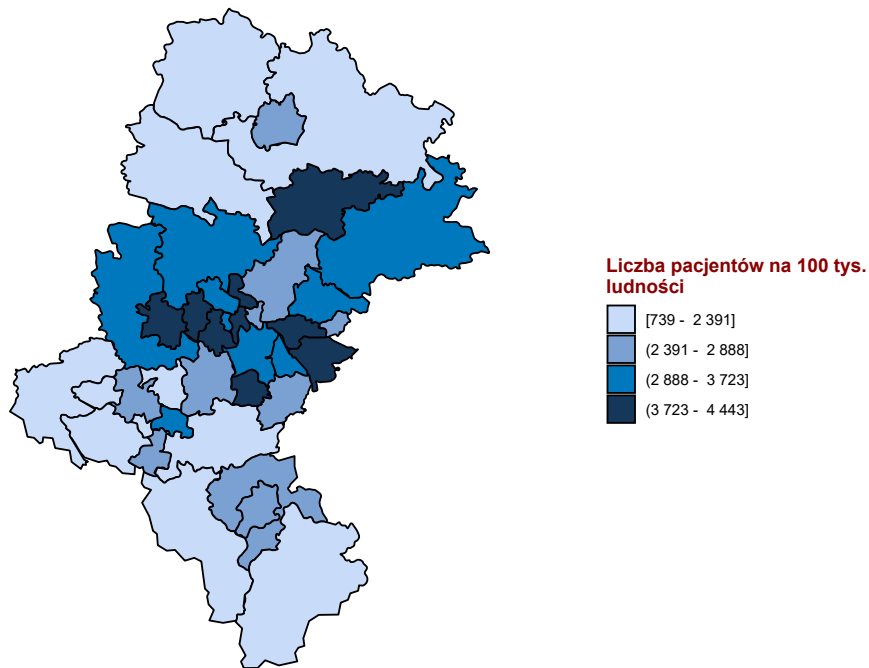 Liczba pacjentów na 100 tys.
ludności
[739 - 2 391]
(2 391 - 2 888]
(2 888 - 3 723]
(3 723 - 4 443]